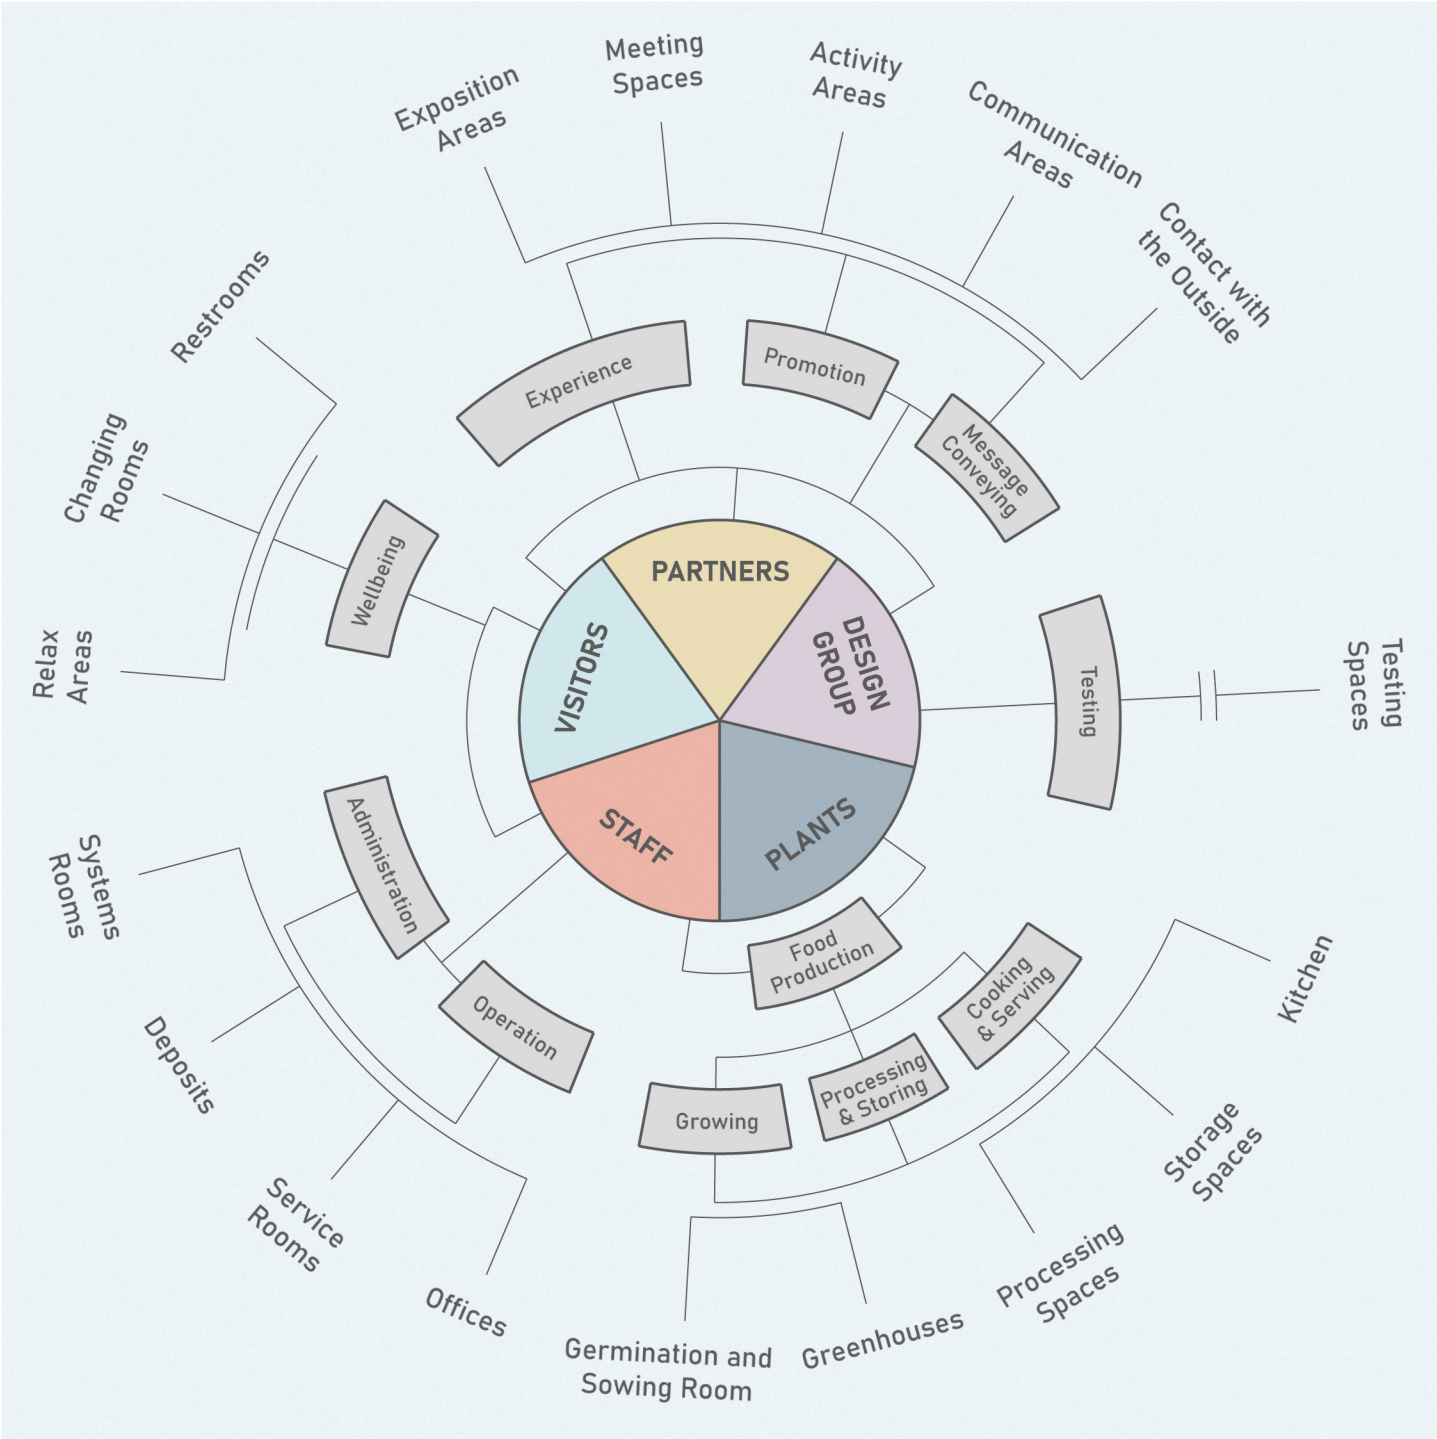 Meeting
Spaces
Activity
Areas
Communication
Areas
Contact with
the Outside
Testing
Spaces
Kitchen
Storage
Spaces
Processing
Spaces
Greenhouses
Germination and
Sowing Room
Offices
Service
Rooms
Deposits
Systems
Rooms
Relax
Areas
Changing
Rooms
Restrooms
Exposition
Areas
Experience
Promotion
Message
Conveying
Testing
Cooking
& Serving
Processing
& Storing
Growing
Food
Production
Operation
Administration
Wellbeing
PARTNERS
DESIGN
GROUP
PLANTS
STAFF
VISITORS